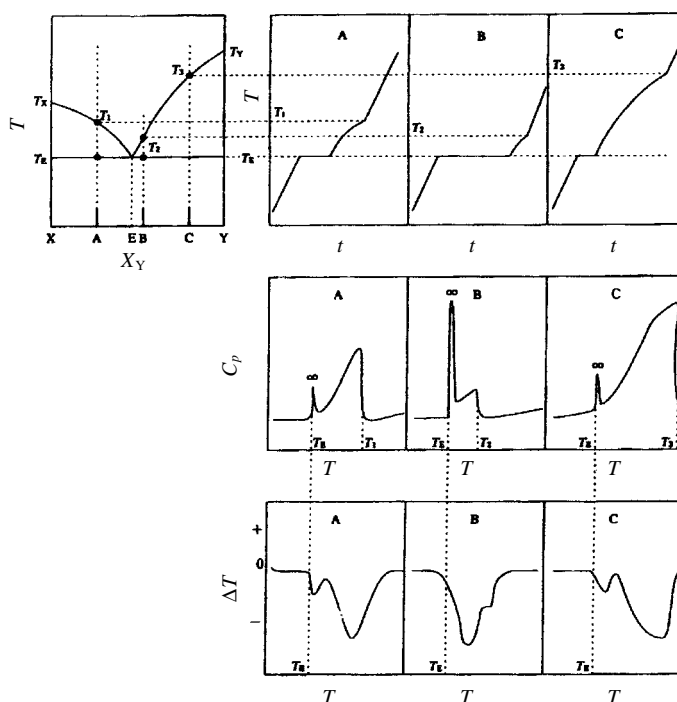 A B C
T_Y
T_3 T_3
T T_X T_1 T T_1
T_2 T_2
T_E T_E
X A E B C Y t t t
X_Y
A B C
∞ ∞ ∞
C_p
T_E T_1 T_E T_2 T_E T_3
T T T
A B C
+
0
ΔT
−
T_E T_E T_E
T T T